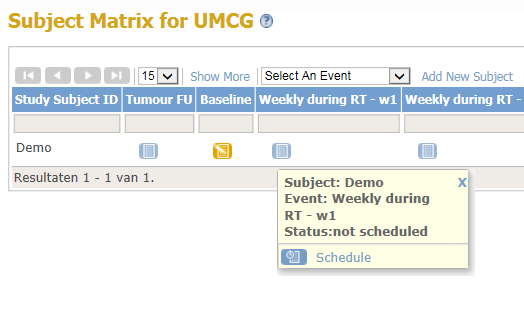 Subject Matrix for UMCG ?
15 Show More Select An Event Add New Subject
Study Subject ID Tumour FU Baseline Weekly during RT - w1 Weekly during RT -
Demo
Resultaten 1 - 1 van 1.
Subject: Demo X
Event: Weekly during
RT - w1
Status:not scheduled
Schedule